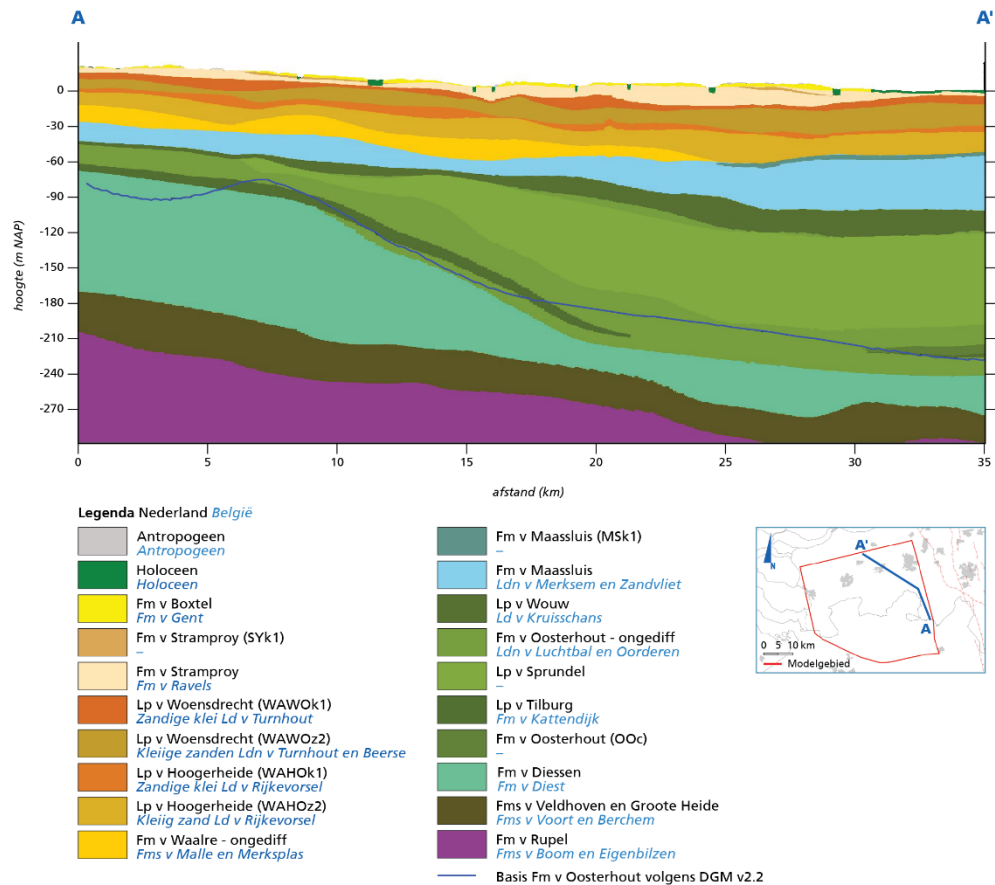 A
A'
0
-30
-60
-90
-120
-150
-180
-210
-270
hoogte (m NAP)
0
5
10
15
20
25
30
35
afstand (km)
Legenda Nederland België
Antropogeen
Antropogeen
Holoceen
Holoceen
Fm v Boxtel
Fm v Gent
Fm v Stramproy (SYk1)
–
Fm v Stramproy
Fm v Ravels
Lp v Woensdrecht (WAWOk1)
Zandige klei Ld v Turnhout
Lp v Woensdrecht (WAWOz2)
Kleiige zanden Ldn v Turnhout en Beerse
Lp v Hoogerheide (WAHOk1)
Zandige klei Ld v Rijkevorsel
Lp v Hoogerheide (WAHOz2)
Kleiig zand Ld v Rijkevorsel
Fm v Waalre - ongediff
Fms v Malle en Merksplas
Fm v Maassluis (MSk1)
–
Fm v Maassluis
Ldn v Merksem en Zandvliet
Lp v Wouw
Ld v Kruisschans
Fm v Oosterhout - ongediff
Ldn v Luchtbal en Oorderen
Lp v Sprundel
–
Lp v Tilburg
Fm v Kattendijk
Fm v Oosterhout (OOc)
–
Fm v Diessen
Fm v Diest
Fms v Veldhoven en Groote Heide
Fms v Voort en Berchem
Fm v Rupel
Fms v Boom en Eigenbilzen
Basis Fm v Oosterhout volgens DGM v2.2
A'
A
N
0 5 10 km
Modelgebied